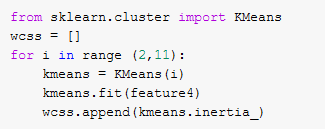 from sklearn.cluster import KMeans
wcss = []
for i in range (2,11):
    kmeans = KMeans(i)
    kmeans.fit(feature4)
    wcss.append(kmeans.inertia_)